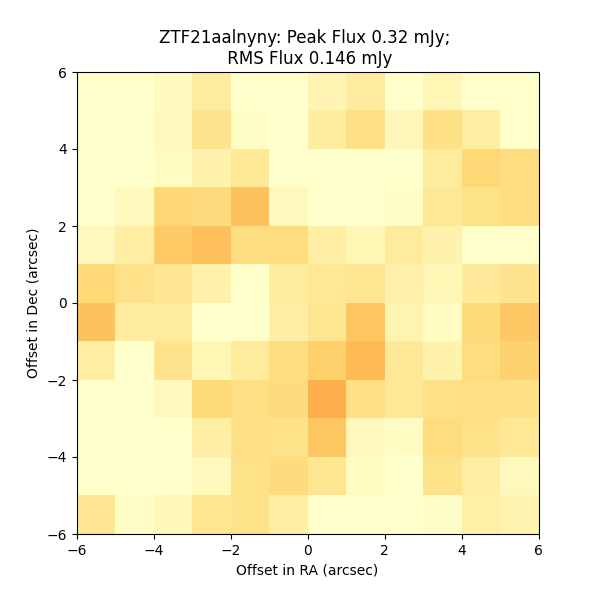 ZTF21aalnyny: Peak Flux 0.32 mJy;
RMS Flux 0.146 mJy
6
4
2
0
−2
−4
−6
Offset in Dec (arcsec)
−6 −4 −2 0 2 4 6
Offset in RA (arcsec)